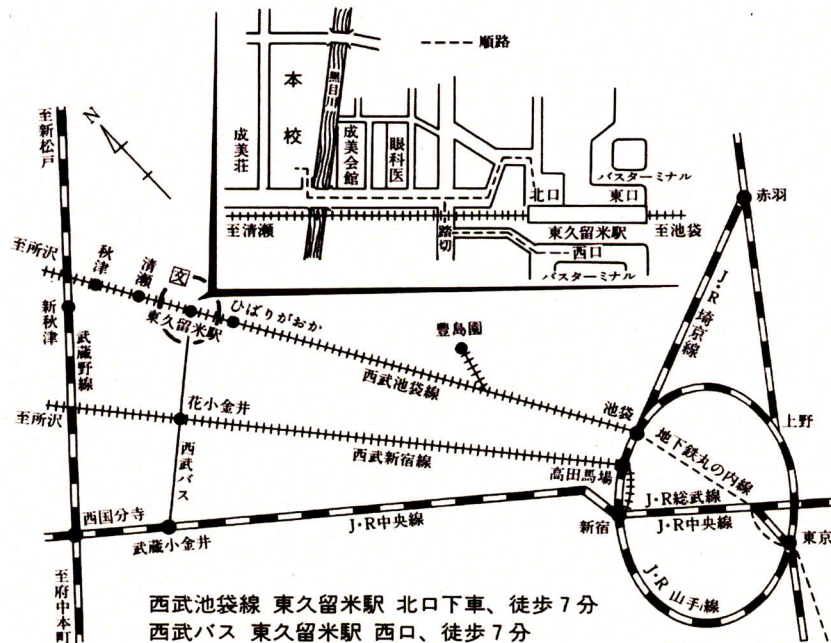 順路
本校
黒目川
成美荘
成美会館
眼科医
バスターミナル
北口
東口
至清瀬
踏切
東久留米駅
至池袋
西口
バスターミナル
N
至新松戸
至所沢
秋津
清瀬
文
東久留米駅
ひばりがおか
新秋津
武蔵野線
豊島園
西武池袋線
赤羽
J・R埼京線
花小金井
至所沢
西武新宿線
西武バス
池袋
地下鉄丸の内線
上野
高田馬場
J・R総武線
西国分寺
武蔵小金井
J・R中央線
新宿
J・R中央線
東京
J・R山手線
至府中本町
西武池袋線 東久留米駅 北口下車、徒歩7分
西武バス 東久留米駅 西口、徒歩7分